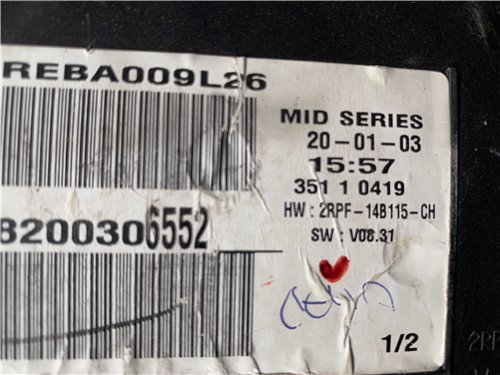 REBA009L26
MID SERIES
20-01-03
15:57
351 1 0419
HW : 2RPF-14B115-CH
8200306552
SW : V08.31
1/2